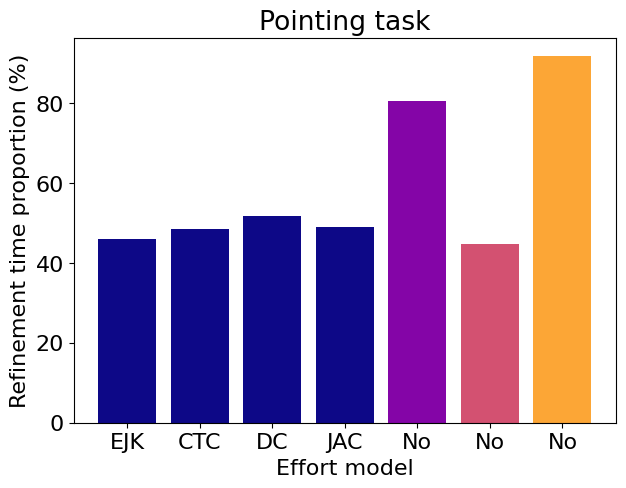 Pointing task
Refinement time proportion (%)
80
60
40
20
0
EJK CTC DC JAC No No No
Effort model